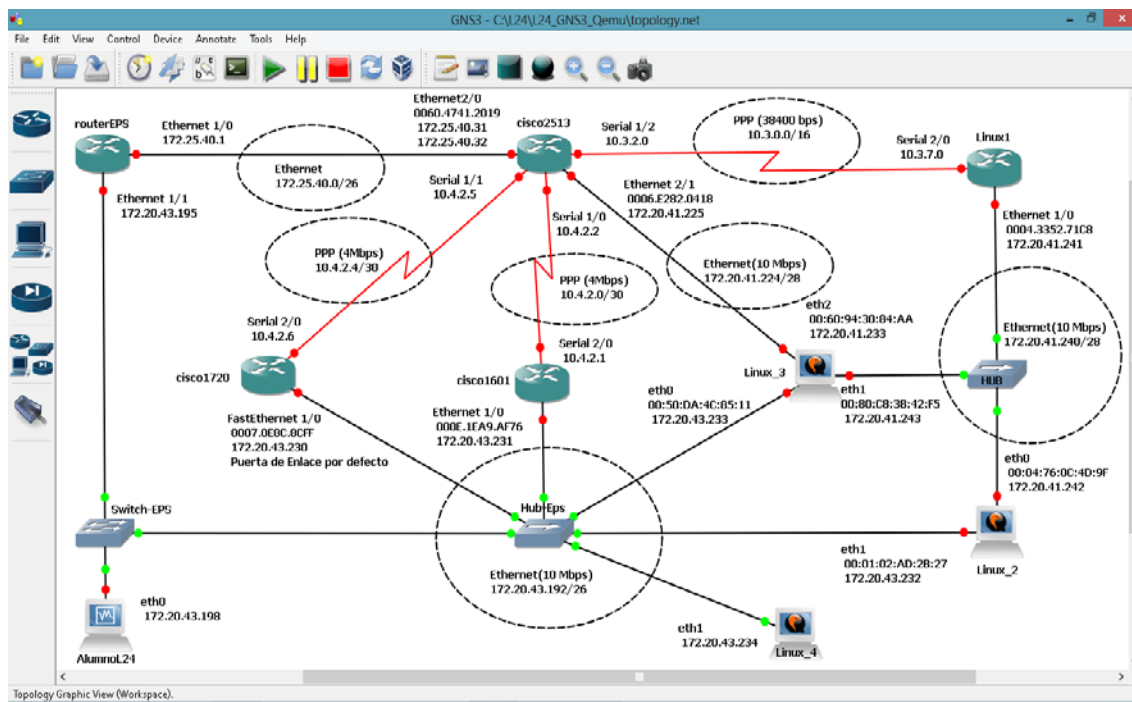 GNS3 - C:\L24\L24_GNS3_Qemu\topology.net
File Edit View Control Device Annotate Tools Help
routerEPS
Ethernet 1/0
172.25.40.1
Ethernet2/0
0060.4741.2019
172.25.40.31
172.25.40.32
cisco2513
Serial 1/2
10.3.2.0
PPP (38400 bps)
10.3.0.0/16
Serial 2/0
10.3.7.0
Linux1
Ethernet
172.25.40.0/26
Ethernet 1/1
172.20.43.195
Serial 1/1
10.4.2.5
Serial 1/0
10.4.2.2
Ethernet 2/1
0006.E282.0418
172.20.41.225
Ethernet 1/0
0004.3352.71C8
172.20.41.241
PPP (4Mbps)
10.4.2.4/30
PPP (4Mbps)
10.4.2.0/30
Ethernet(10 Mbps)
172.20.41.224/28
eth2
00:60:94:30:84:AA
172.20.41.233
Ethernet(10 Mbps)
172.20.41.240/28
Serial 2/0
10.4.2.6
Serial 2/0
10.4.2.1
cisco1720
cisco1601
Linux_3
HUB
eth0
00:50:DA:4C:85:11
172.20.43.233
eth1
00:80:C8:38:42:F5
172.20.41.243
FastEthernet 1/0
0007.0E8C.8CFF
172.20.43.230
Puerta de Enlace por defecto
Ethernet 1/0
000E.1EA9.AF76
172.20.43.231
eth0
00:04:76:0C:4D:9F
172.20.41.242
Switch-EPS
Hub-Eps
Ethernet(10 Mbps)
172.20.43.192/26
eth1
00:01:02:AD:2B:27
172.20.43.232
Linux_2
eth0
172.20.43.198
AlumnoL24
eth1
172.20.43.234
Linux_4
Topology Graphic View (Workspace).